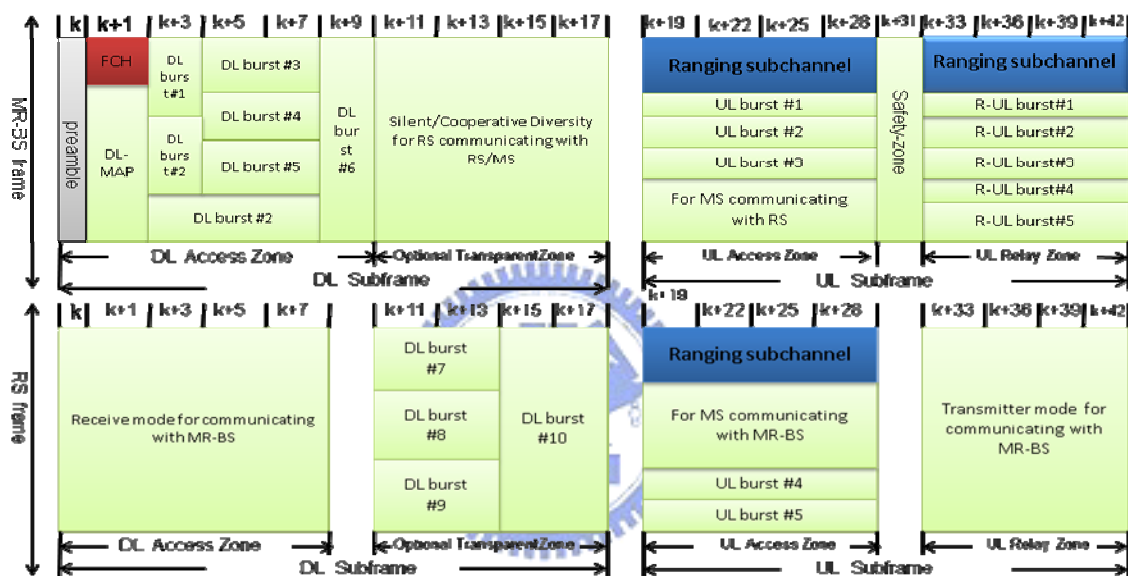 k k+1 k+3 k+5 k+7 k+9 k+11 k+13 k+15 k+17 k+19 k+22 k+25 k+28 k+31 k+33 k+36 k+39 k+42
MR-BS frame
preamble
FCH
DL-
MAP
DL
burs
t#1
DL
burs
t#2
DL burst #3
DL burst #4
DL burst #5
DL burst #2
DL
bur
st
#6
Silent/Cooperative Diversity
for RS communicating with
RS/MS
Ranging subchannel
UL burst #1
UL burst #2
UL burst #3
For MS communicating
with RS
Safety-zone
Ranging subchannel
R-UL burst#1
R-UL burst#2
R-UL burst#3
R-UL burst#4
R-UL burst#5
DL Access Zone
Optional TransparentZone
UL Access Zone
UL Relay Zone
DL Subframe
UL Subframe
k k+1 k+3 k+5 k+7 k+11 k+13 k+15 k+17 k+19 k+22 k+25 k+28 k+33 k+36 k+39 k+42
RS frame
Receive mode for communicating
with MR-BS
DL burst
#7
DL burst
#8
DL burst
#9
DL burst
#10
Ranging subchannel
For MS communicating
with MR-BS
UL burst #4
UL burst #5
Transmitter mode for
communicating with
MR-BS
DL Access Zone
Optional TransparentZone
UL Access Zone
UL Relay Zone
DL Subframe
UL Subframe